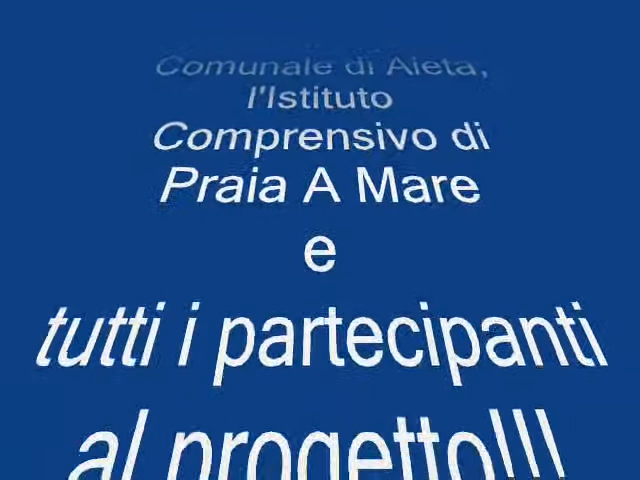 Comunale di Aieta,
l'Istituto
Comprensivo di
Praia A Mare
e
tutti i partecipanti
al progetto!!!